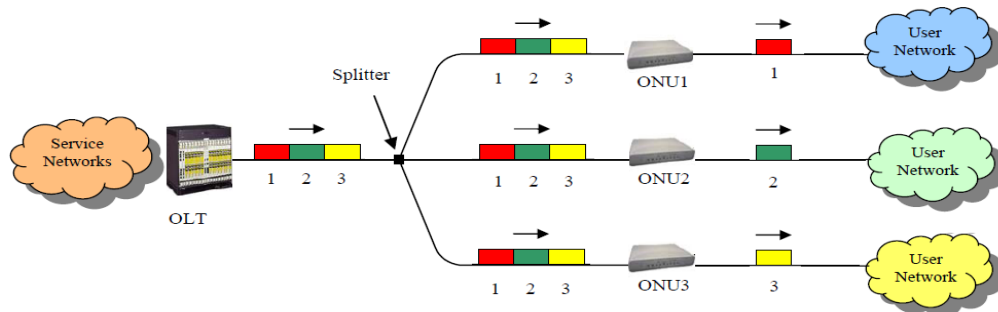 User
Network
1 2 3
ONU1
1
Splitter
Service
Networks
OLT
1 2 3
1 2 3
ONU2
2
User
Network
1 2 3
ONU3
3
User
Network